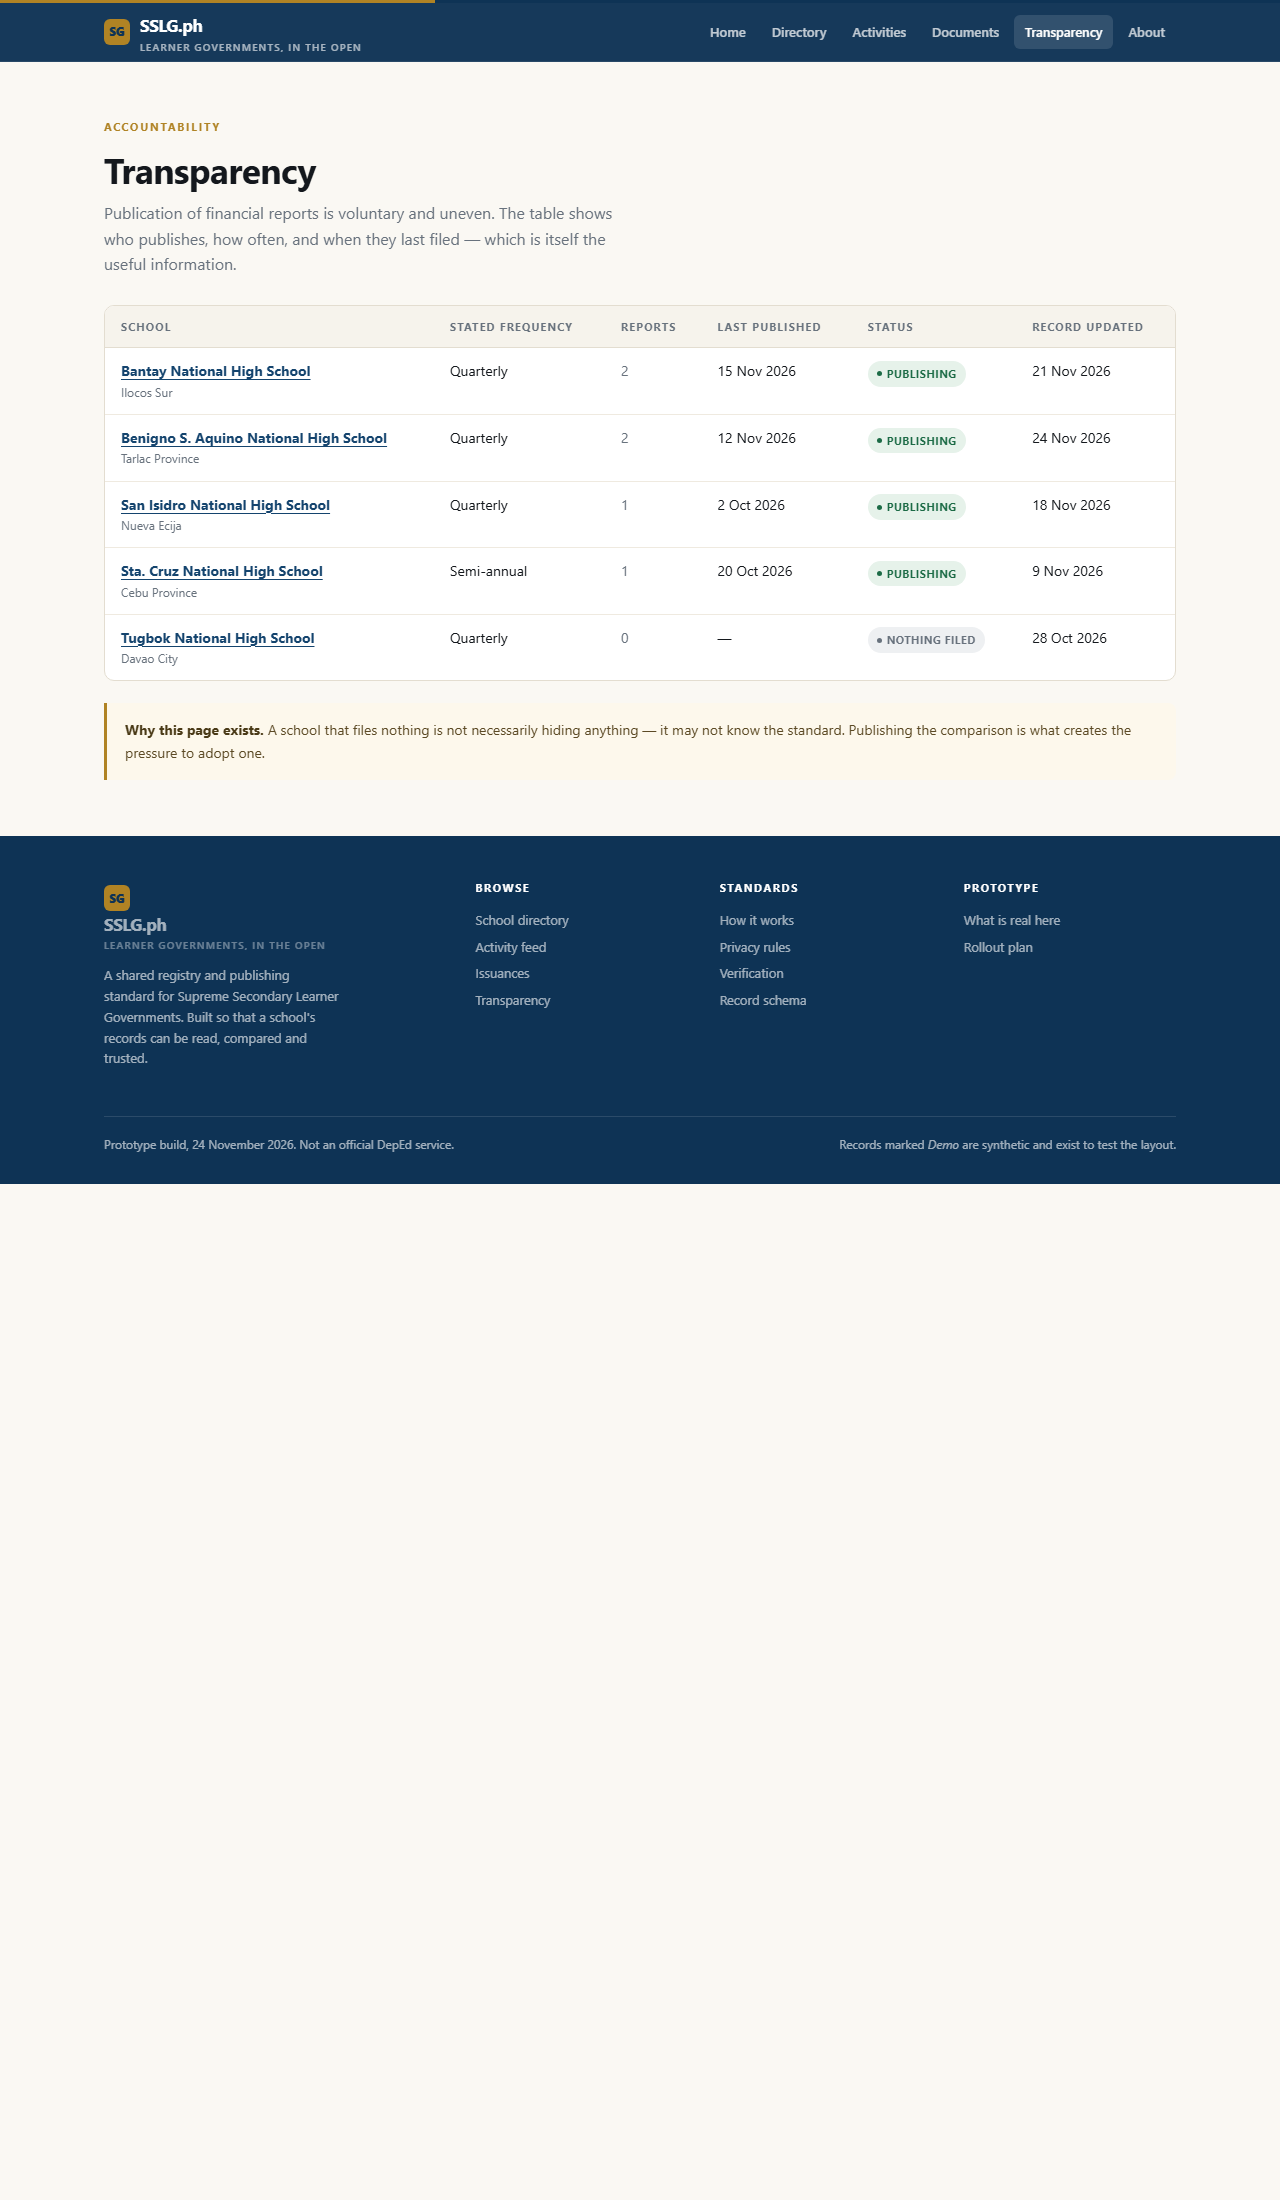 SG
SSLG.ph
LEARNER GOVERNMENTS, IN THE OPEN
Home Directory Activities Documents Transparency About
ACCOUNTABILITY
Transparency
Publication of financial reports is voluntary and uneven. The table shows
who publishes, how often, and when they last filed — which is itself the
useful information.
SCHOOL STATED FREQUENCY REPORTS LAST PUBLISHED STATUS RECORD UPDATED
Bantay National High School Quarterly 2 15 Nov 2026 PUBLISHING 21 Nov 2026
Ilocos Sur
Benigno S. Aquino National High School Quarterly 2 12 Nov 2026 PUBLISHING 24 Nov 2026
Tarlac Province
San Isidro National High School Quarterly 1 2 Oct 2026 PUBLISHING 18 Nov 2026
Nueva Ecija
Sta. Cruz National High School Semi-annual 1 20 Oct 2026 PUBLISHING 9 Nov 2026
Cebu Province
Tugbok National High School Quarterly 0 — NOTHING FILED 28 Oct 2026
Davao City
Why this page exists. A school that files nothing is not necessarily hiding anything — it may not know the standard. Publishing the comparison is what creates the
pressure to adopt one.
SG
SSLG.ph
LEARNER GOVERNMENTS, IN THE OPEN
A shared registry and publishing
standard for Supreme Secondary Learner
Governments. Built so that a school's
records can be read, compared and
trusted.
BROWSE
School directory
Activity feed
Issuances
Transparency
STANDARDS
How it works
Privacy rules
Verification
Record schema
PROTOTYPE
What is real here
Rollout plan
Prototype build, 24 November 2026. Not an official DepEd service.
Records marked Demo are synthetic and exist to test the layout.